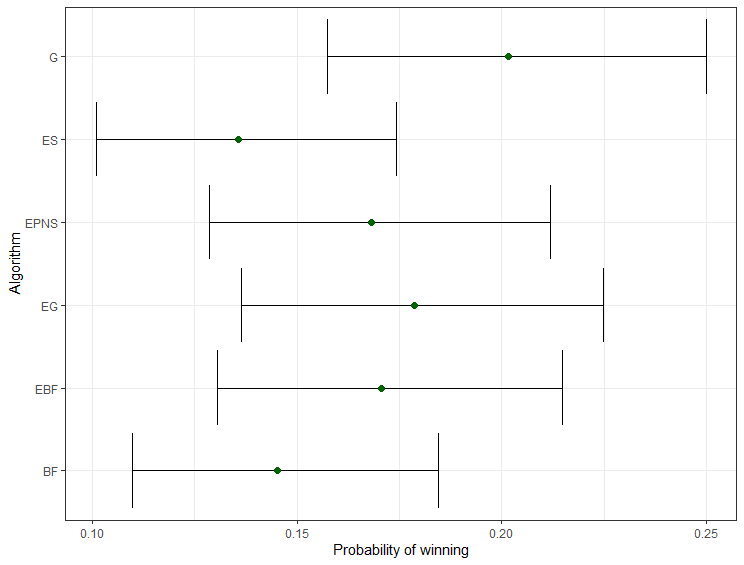 G
ES
EPNS
EG
EBF
BF
Algorithm
0.10 0.15 0.20 0.25
Probability of winning